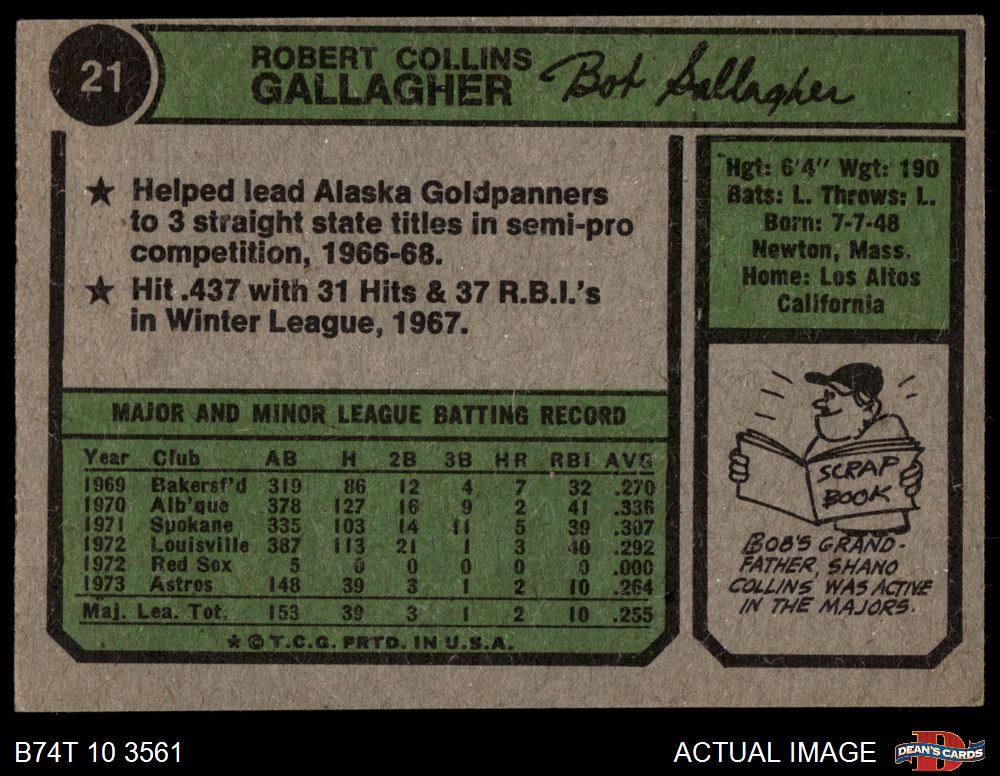 21
ROBERT COLLINS
GALLAGHER
Bob Gallagher
★ Helped lead Alaska Goldpanners
to 3 straight state titles in semi-pro
competition, 1966-68.
★ Hit .437 with 31 Hits & 37 R.B.I.'s
in Winter League, 1967.
Hgt: 6'4" Wgt: 190
Bats: L. Throws: L.
Born: 7-7-48
Newton, Mass.
Home: Los Altos
California
MAJOR AND MINOR LEAGUE BATTING RECORD
Year Club AB H 2B 3B HR RBI AVG
1969 Bakersf'd 319 86 12 4 7 32 .270
1970 Alb'que 378 127 16 9 2 41 .336
1971 Spokane 335 103 14 11 5 39 .307
1972 Louisville 387 113 21 1 3 40 .292
1972 Red Sox 5 0 0 0 0 0 .000
1973 Astros 148 39 3 1 2 10 .264
Maj. Lea. Tot. 153 39 3 1 2 10 .255
* © T.C.G. PRTD. IN U.S.A.
SCRAP
BOOK
BOB'S GRAND-
FATHER, SHANO
COLLINS WAS ACTIVE
IN THE MAJORS.
B74T 10 3561
ACTUAL IMAGE
DEAN'S CARDS